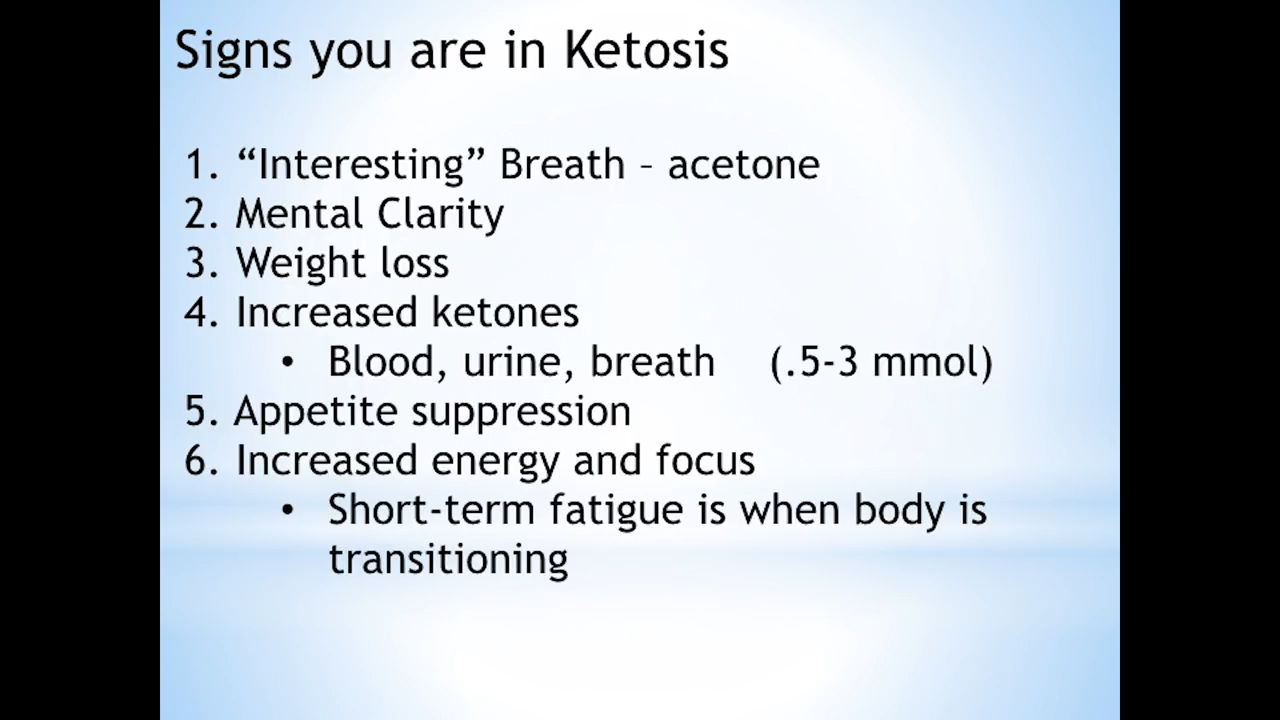 Signs you are in Ketosis
1. “Interesting” Breath – acetone
2. Mental Clarity
3. Weight loss
4. Increased ketones
• Blood, urine, breath (.5-3 mmol)
5. Appetite suppression
6. Increased energy and focus
• Short-term fatigue is when body is
transitioning